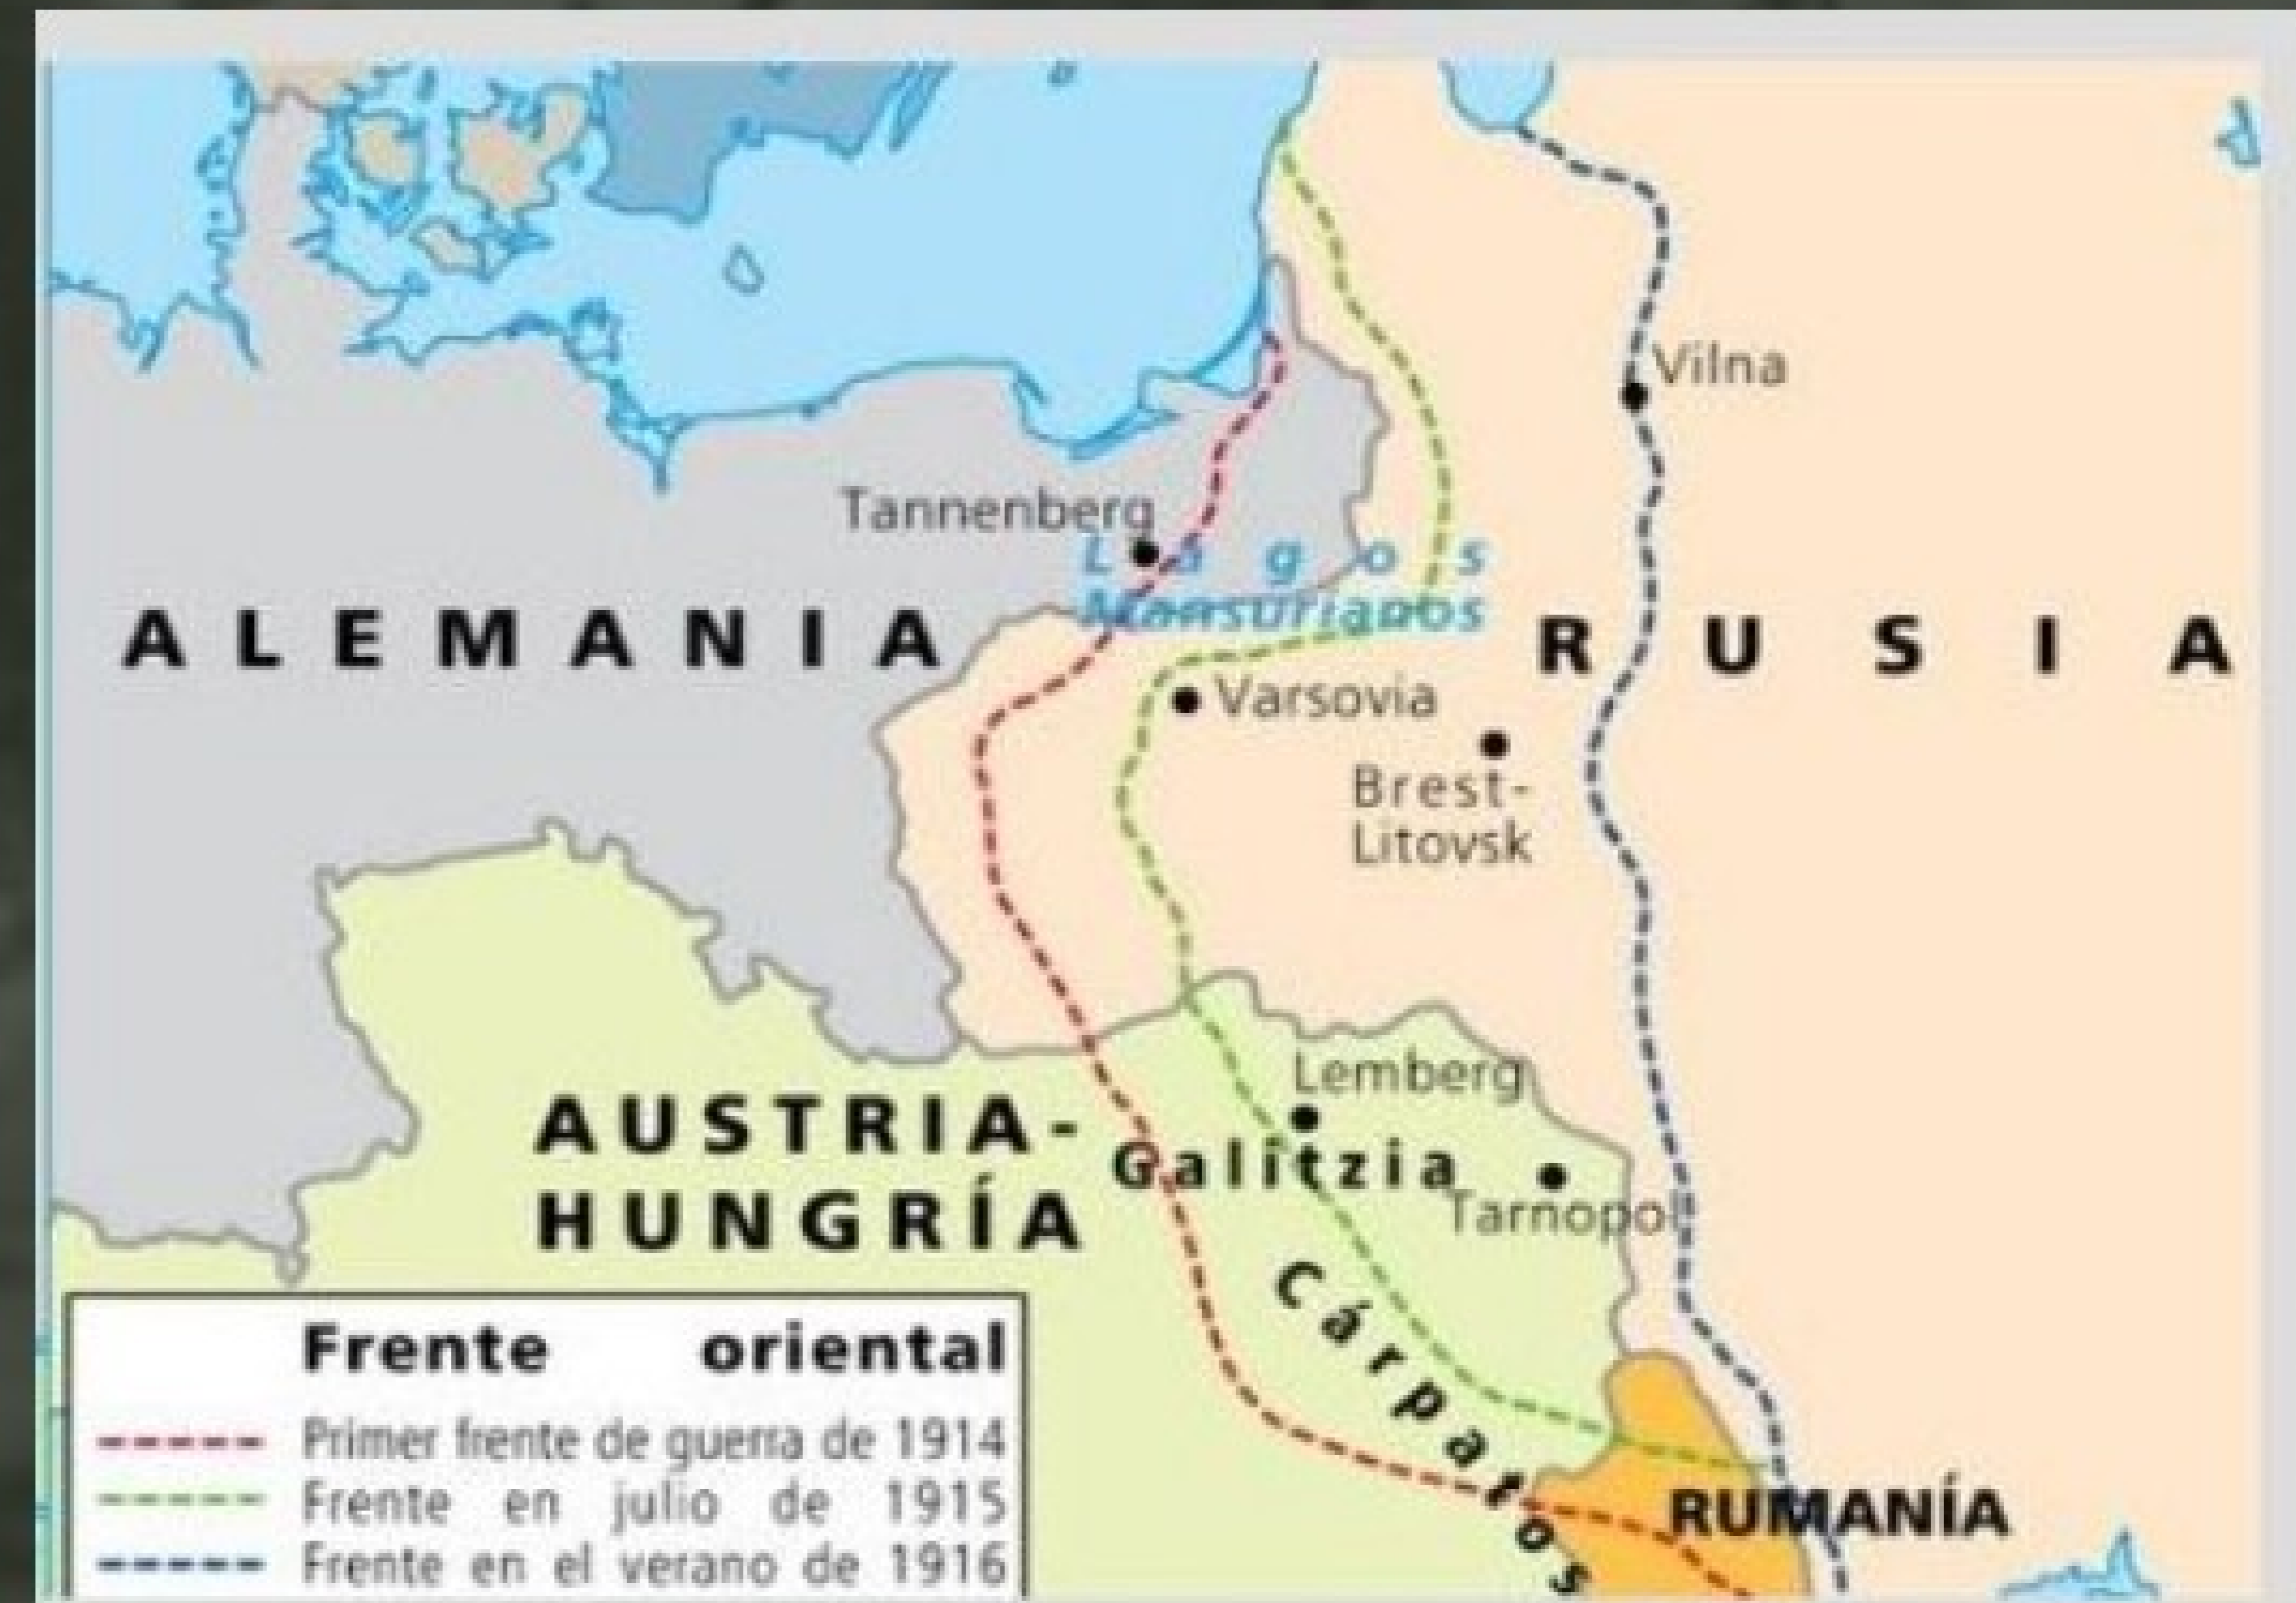 Vilna
Tannenberg
Lagos
Mansurianos
ALEMANIA
RUSIA
Varsovia
Brest-
Litovsk
Lemberg
AUSTRIA-
HUNGRÍA
Galitzia
Tarnopol
Cárpatos
RUMANÍA
Frente oriental
Primer frente de guerra de 1914
Frente en julio de 1915
Frente en el verano de 1916